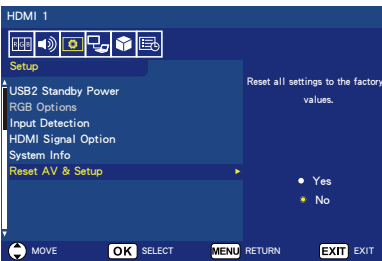 HDMI 1
RGB
Setup
USB2 Standby Power
RGB Options
Input Detection
HDMI Signal Option
System Info
Reset AV & Setup
Reset all settings to the factory
values.
Yes
No
MOVE OK SELECT MENU RETURN EXIT EXIT